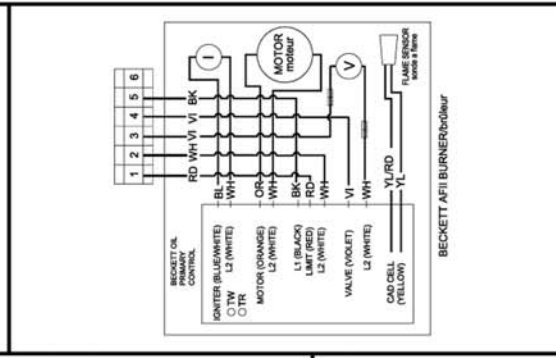 6
5
4
3
2
1
BK
VI
VI
WH
RD
I
MOTOR
moteur
V
FLAME SENSOR
sonde a flame
BL
WH
OR
WH
BK
RD
WH
VI
WH
YL/RD
YL
BECKETT OIL
PRIMARY
CONTROL
IGNITER (BLUE/WHITE)
L2 (WHITE)
TW
TR
MOTOR (ORANGE)
L2 (WHITE)
L1 (BLACK)
LIMIT (RED)
L2 (WHITE)
VALVE (VIOLET)
L2 (WHITE)
CAD CELL
(YELLOW)
BECKETT AFII BURNER/brûleur